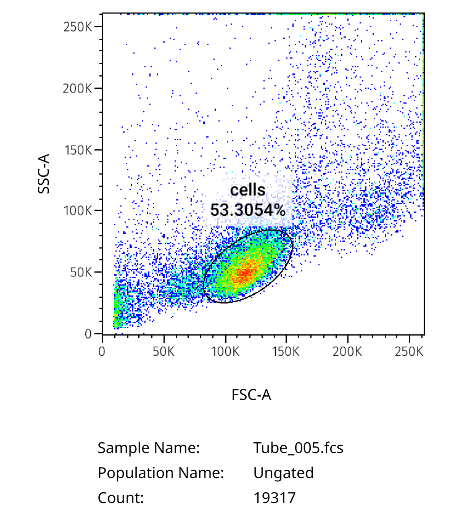 250K
200K
150K
100K
50K
0
SSC-A
cells
53.3054%
0 50K 100K 150K 200K 250K
FSC-A
Sample Name: Tube_005.fcs
Population Name: Ungated
Count: 19317